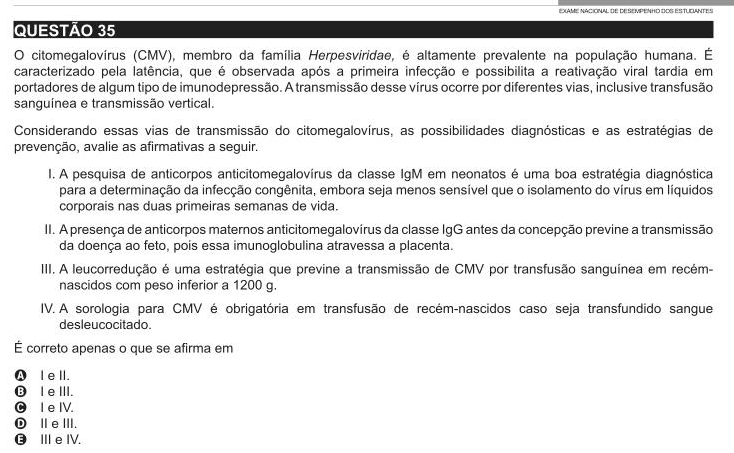 EXAME NACIONAL DE DESEMPENHO DOS ESTUDANTES
QUESTÃO 35
O citomegalovírus (CMV), membro da família Herpesviridae, é altamente prevalente na população humana. É
caracterizado pela latência, que é observada após a primeira infecção e possibilita a reativação viral tardia em
portadores de algum tipo de imunodepressão. A transmissão desse vírus ocorre por diferentes vias, inclusive transfusão
sanguínea e transmissão vertical.
Considerando essas vias de transmissão do citomegalovírus, as possibilidades diagnósticas e as estratégias de
prevenção, avalie as afirmativas a seguir.
I. A pesquisa de anticorpos anticitomegalovírus da classe IgM em neonatos é uma boa estratégia diagnóstica
para a determinação da infecção congênita, embora seja menos sensível que o isolamento do vírus em líquidos
corporais nas duas primeiras semanas de vida.
II. A presença de anticorpos maternos anticitomegalovírus da classe IgG antes da concepção previne a transmissão
da doença ao feto, pois essa imunoglobulina atravessa a placenta.
III. A leucorredução é uma estratégia que previne a transmissão de CMV por transfusão sanguínea em recém-
nascidos com peso inferior a 1200 g.
IV. A sorologia para CMV é obrigatória em transfusão de recém-nascidos caso seja transfundido sangue
desleucocitado.
É correto apenas o que se afirma em
A I e II.
B I e III.
C I e IV.
D II e III.
E III e IV.